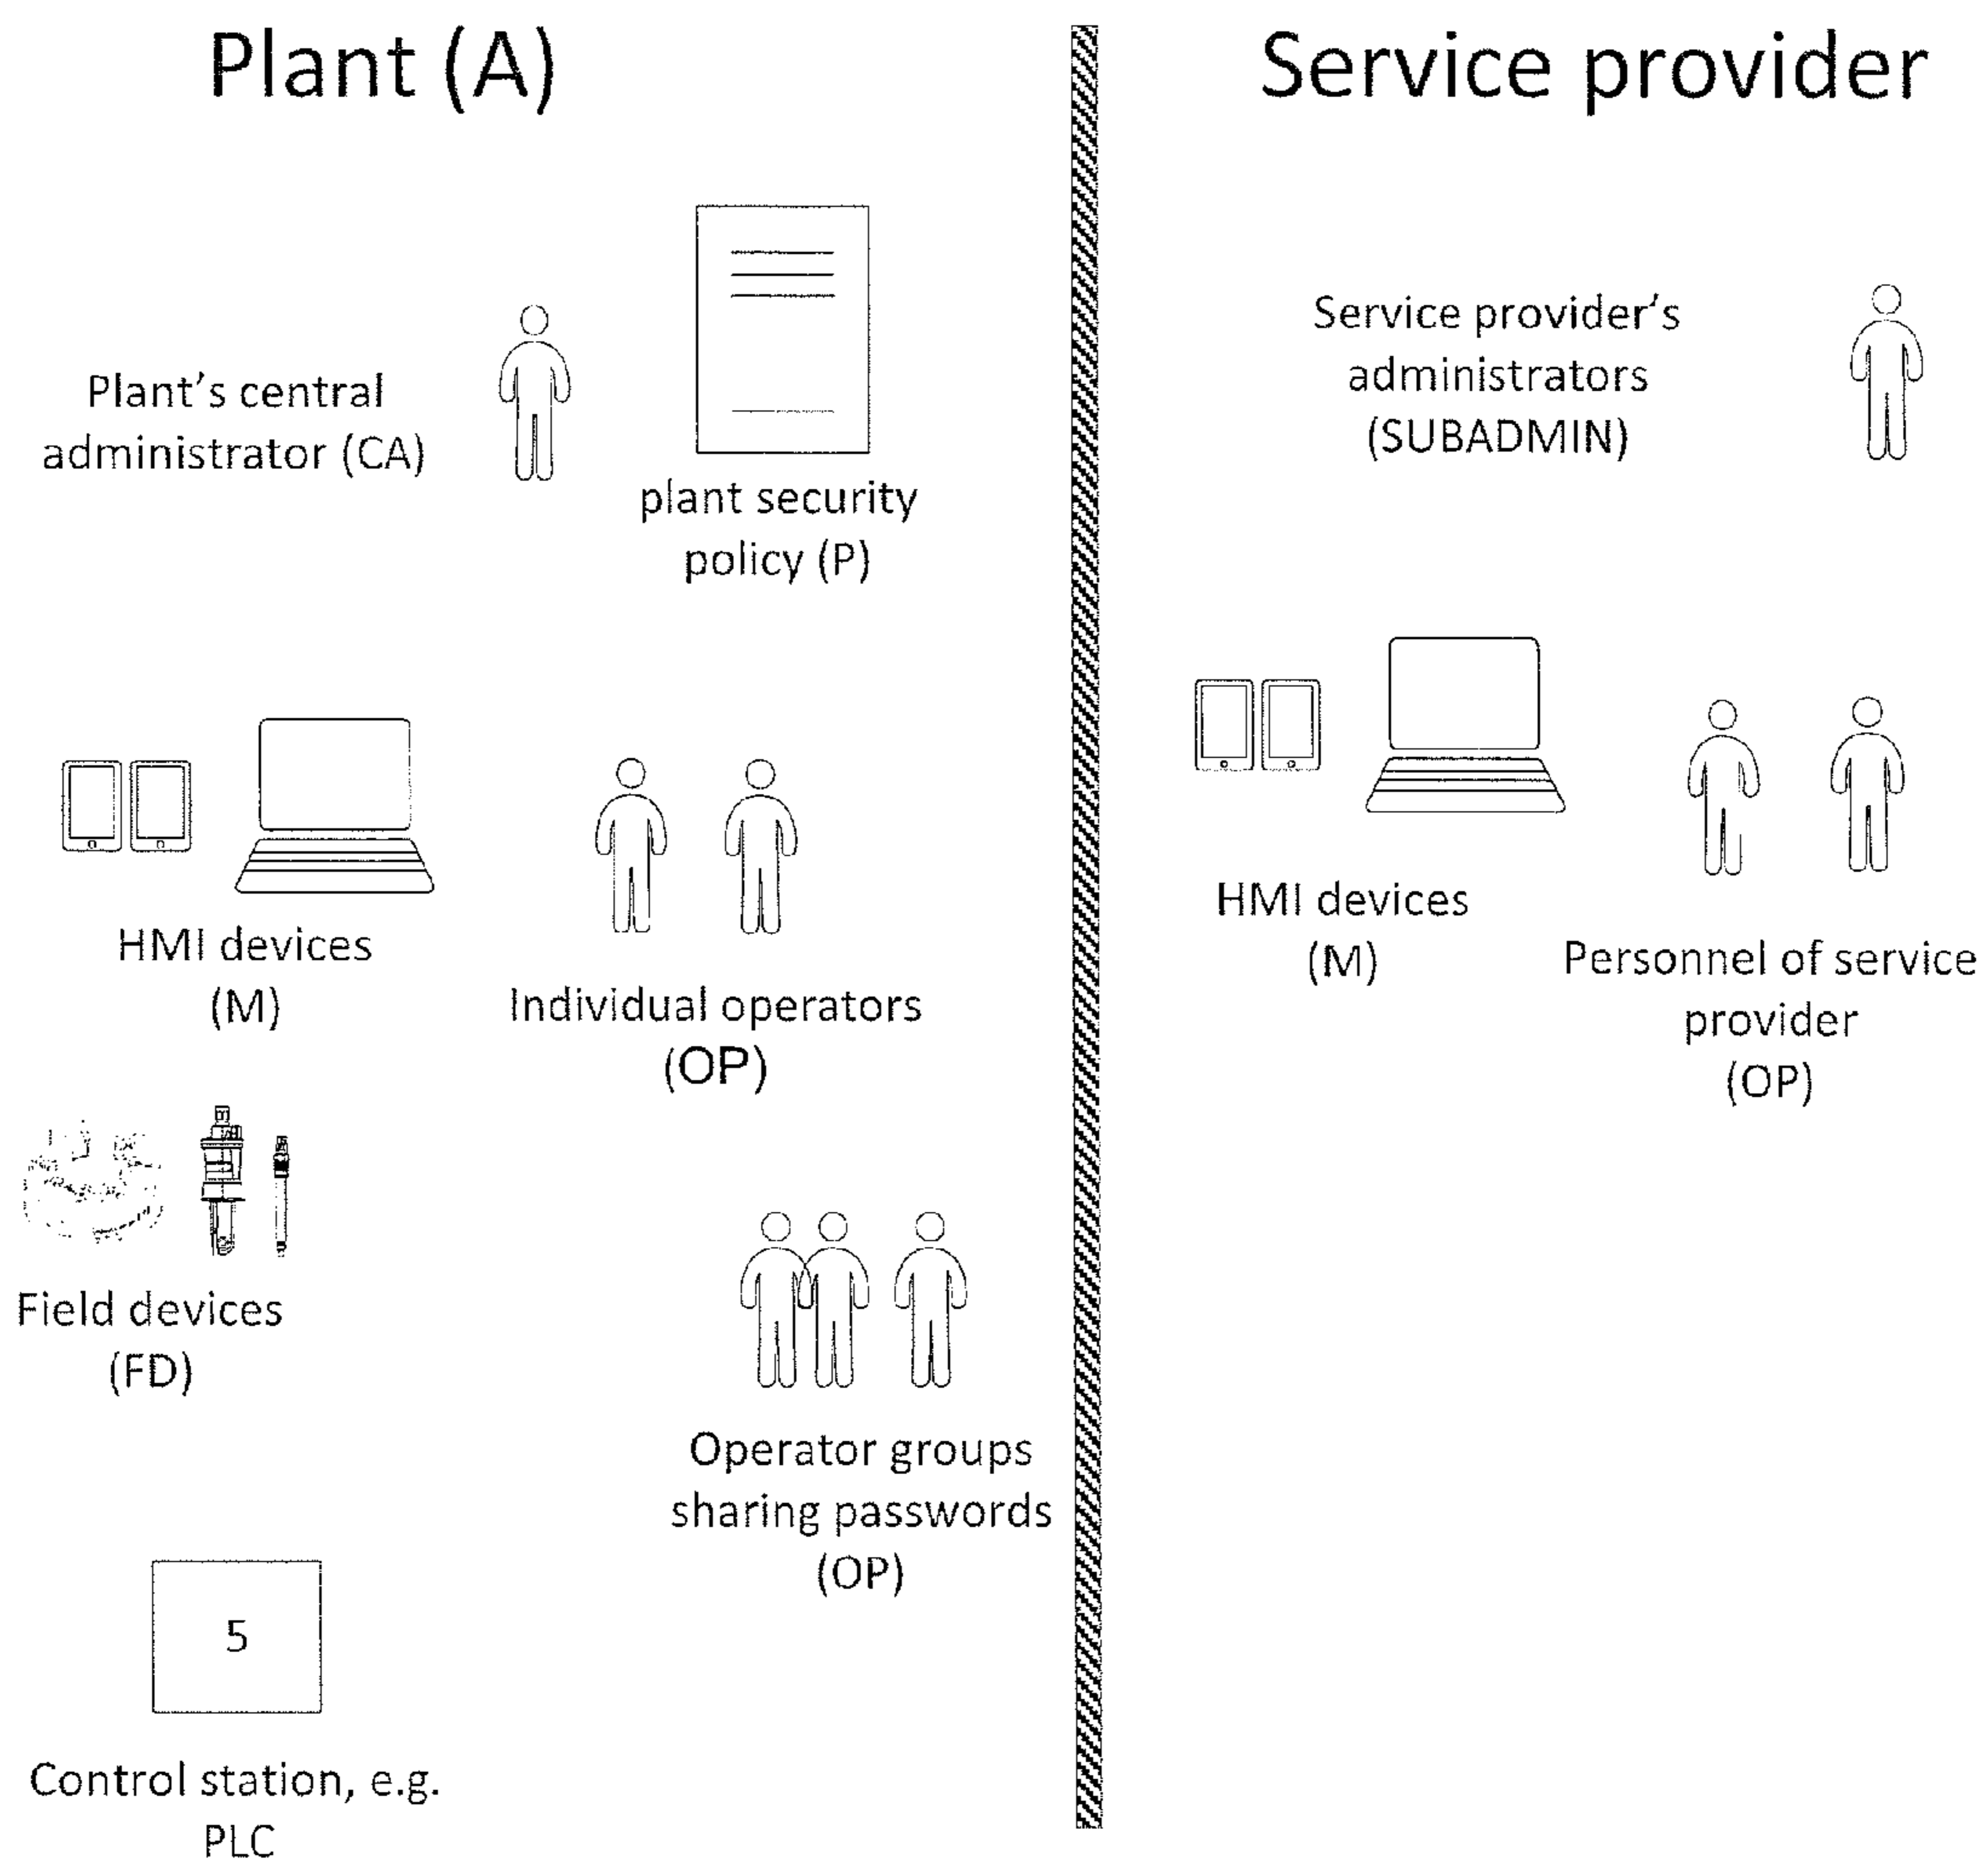 Plant (A)
Service provider
Plant's central
administrator (CA)
plant security
policy (P)
Service provider's
administrators
(SUBADMIN)
HMI devices
(M)
Individual operators
(OP)
HMI devices
(M)
Personnel of service
provider
(OP)
Field devices
(FD)
Operator groups
sharing passwords
(OP)
5
Control station, e.g.
PLC